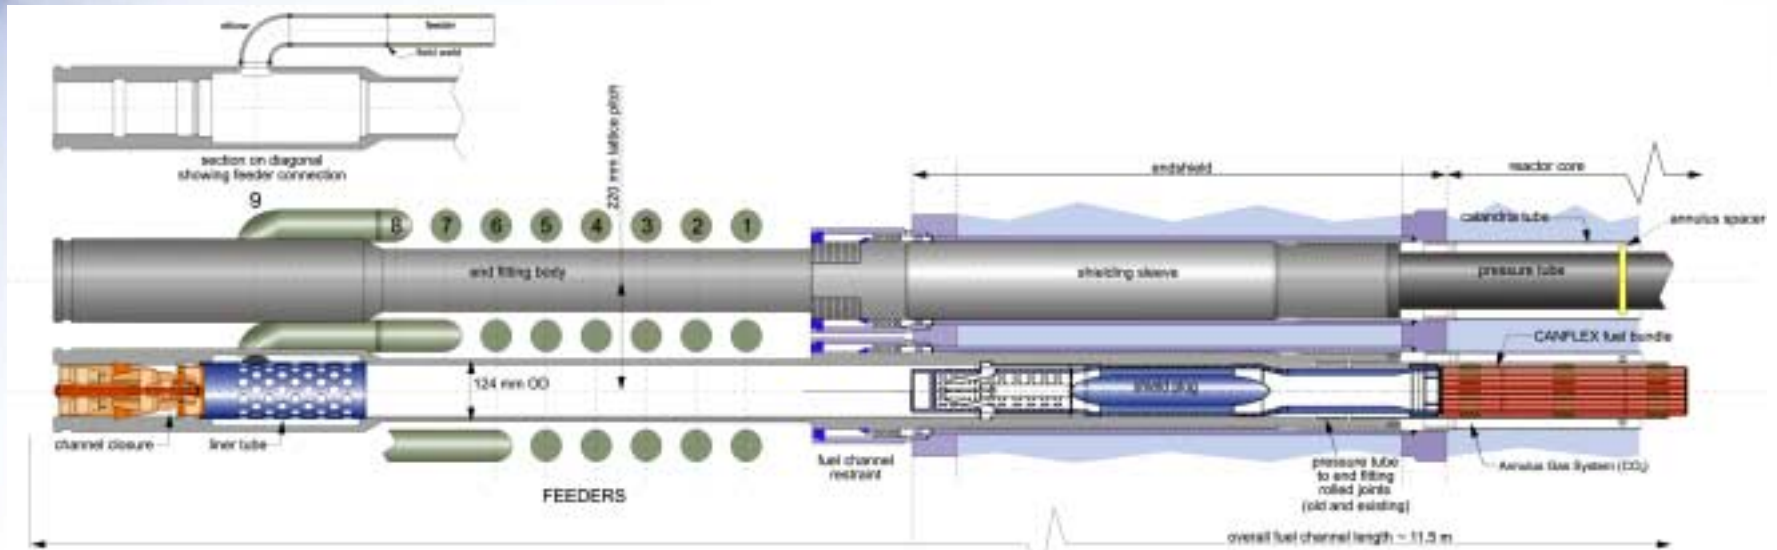 elbow
feeder
field weld
section on diagonal
showing feeder connection
220 mm lattice pitch
endshield
reactor core
9
8
7
6
5
4
3
2
1
calandria tube
annulus spacer
end fitting body
shielding sleeve
pressure tube
CANFLEX fuel bundle
124 mm OD
shield plug
channel closure
liner tube
fuel channel
restraint
pressure tube
to end fitting
rolled joints
(old and existing)
Annulus Gas System (CO₂)
FEEDERS
overall fuel channel length ~ 11.5 m